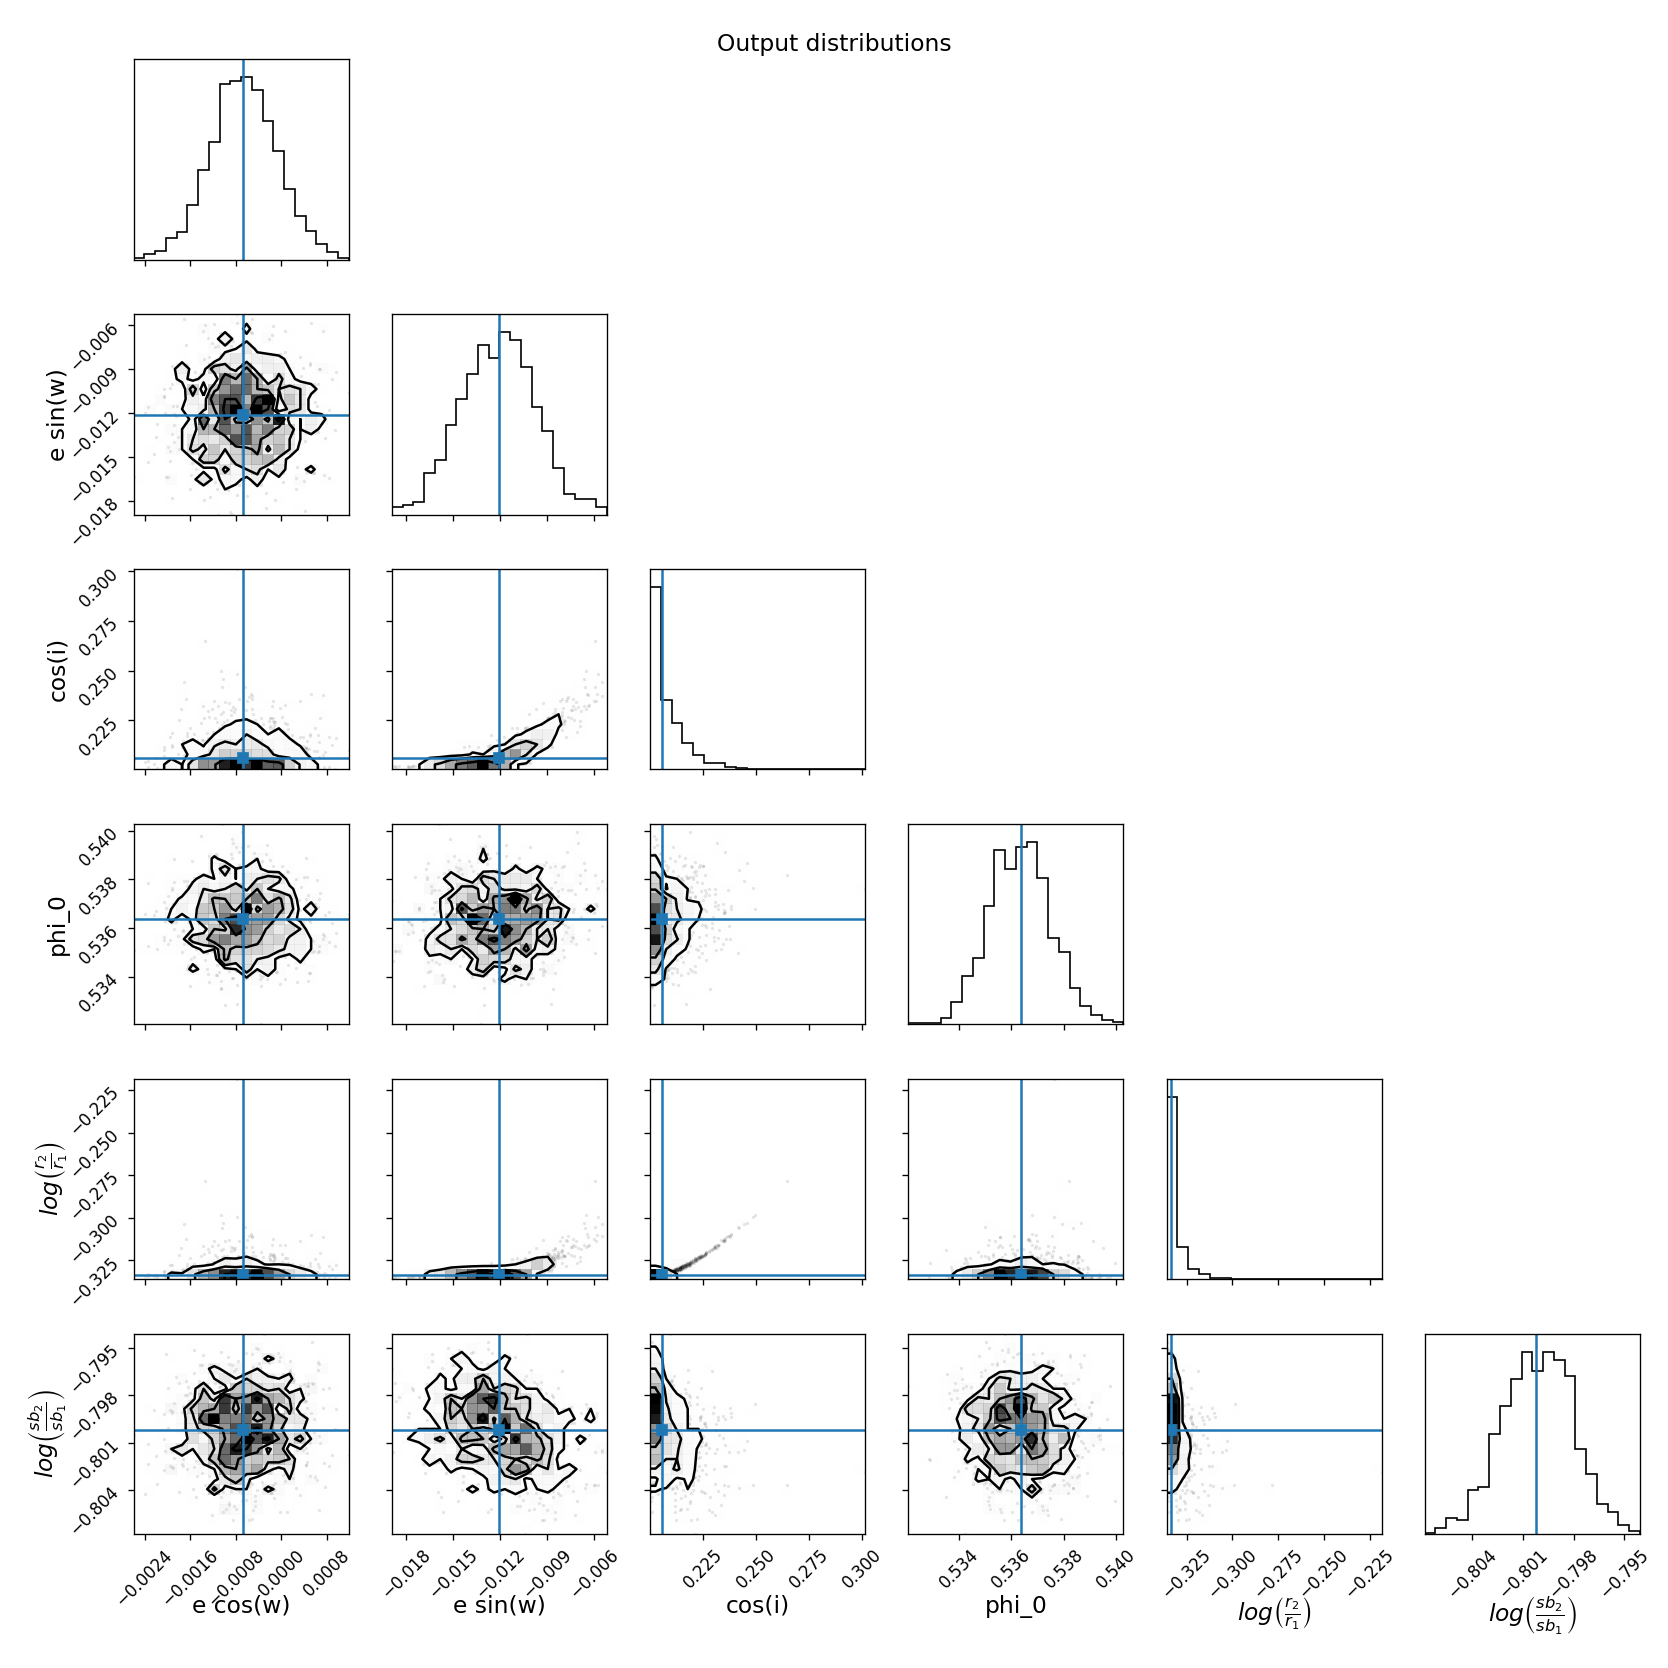 Output distributions
e sin(w)
−0.006
−0.009
−0.012
−0.015
−0.018
cos(i)
0.300
0.275
0.250
0.225
phi_0
0.540
0.538
0.536
0.534
log(r2/r1)
−0.225
−0.250
−0.275
−0.300
−0.325
log(sb2/sb1)
−0.795
−0.798
−0.801
−0.804
−0.0024 −0.0016 −0.0008 −0.0000 0.0008 −0.018 −0.015 −0.012 −0.009 −0.006 0.225 0.250 0.275 0.300 0.534 0.536 0.538 0.540 −0.325 −0.300 −0.275 −0.250 −0.225 −0.804 −0.801 −0.798 −0.795
e cos(w) e sin(w) cos(i) phi_0 log(r2/r1) log(sb2/sb1)